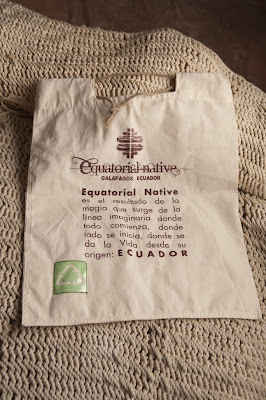 Equatorial native
GALAPAGOS, ECUADOR
Equatorial Native
es el resultado de la
magia que surge de la
línea imaginaria donde
todo comienza, donde
todo se inicia, donde se
da la Vida desde su
origen: ECUADOR